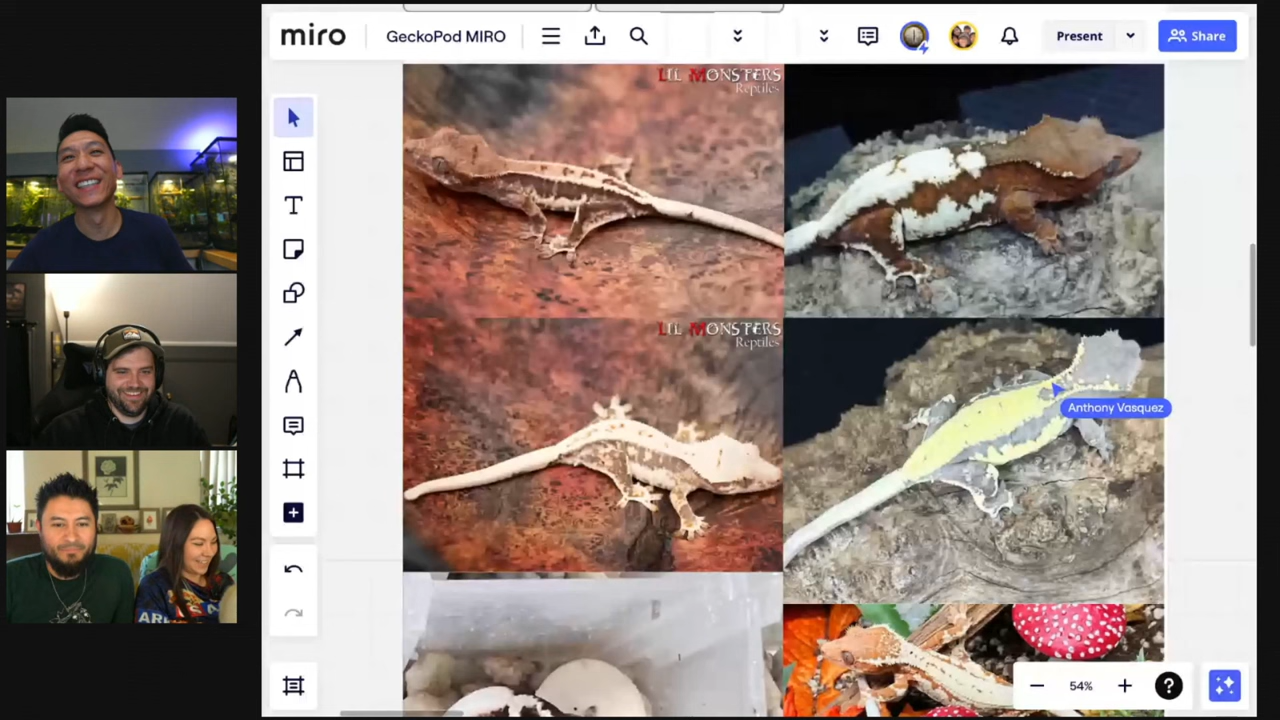 miro
GeckoPod MIRO
Present
Share
LIL MONSTERS
Reptiles
LIL MONSTERS
Reptiles
Anthony Vasquez
54%
?